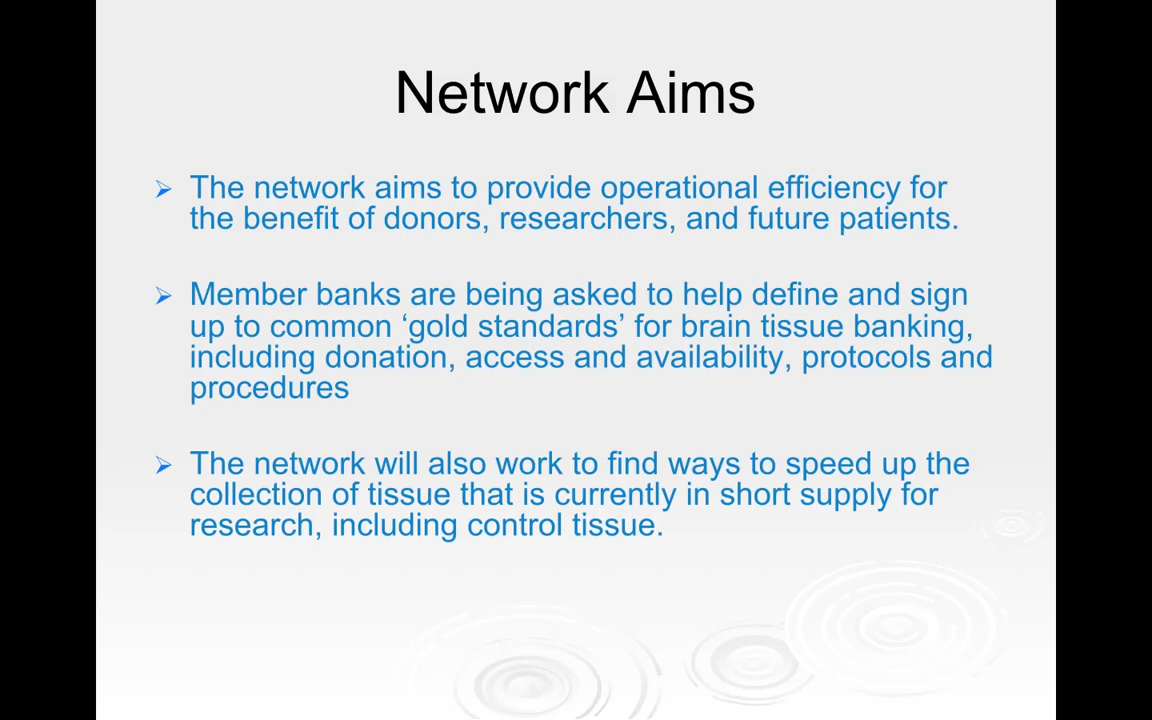 Network Aims
The network aims to provide operational efficiency for
the benefit of donors, researchers, and future patients.
Member banks are being asked to help define and sign
up to common ‘gold standards’ for brain tissue banking,
including donation, access and availability, protocols and
procedures
The network will also work to find ways to speed up the
collection of tissue that is currently in short supply for
research, including control tissue.